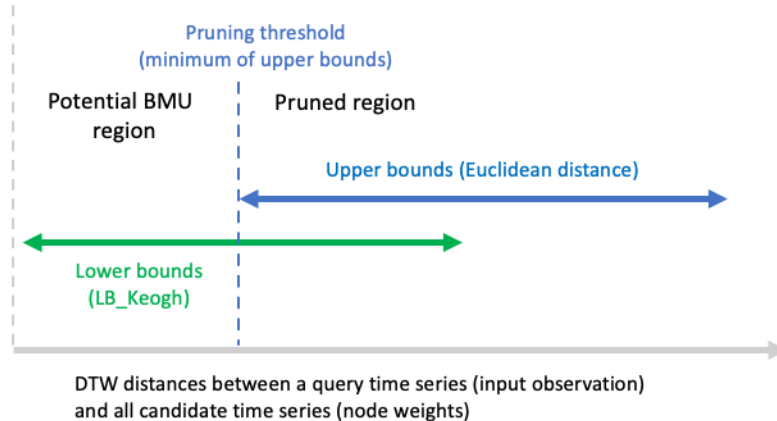 Pruning threshold
(minimum of upper bounds)
Potential BMU
region
Pruned region
Upper bounds (Euclidean distance)
Lower bounds
(LB_Keogh)
DTW distances between a query time series (input observation)
and all candidate time series (node weights)